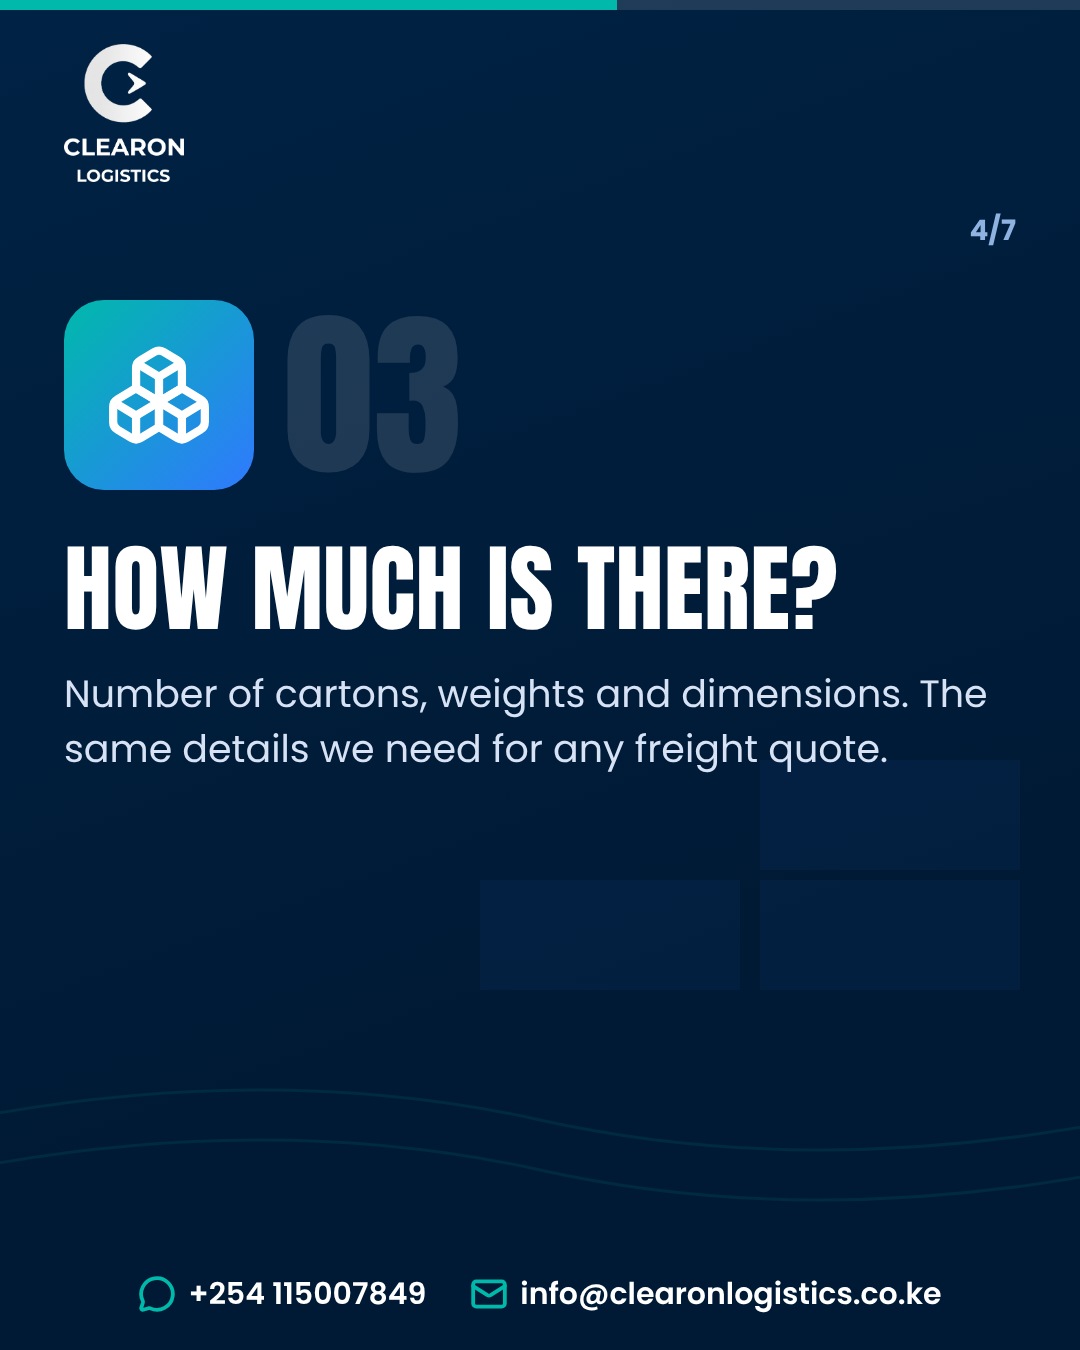 CLEARON
LOGISTICS
4/7
03
HOW MUCH IS THERE?
Number of cartons, weights and dimensions. The
same details we need for any freight quote.
+254 115007849
info@clearonlogistics.co.ke